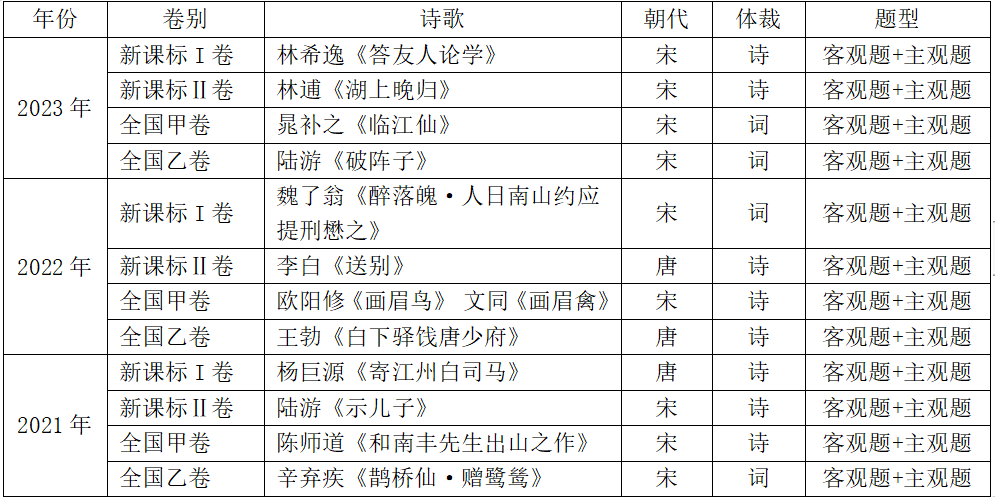 年份 卷别 诗歌 朝代 体裁 题型
2023 年 新课标Ⅰ卷 林希逸《答友人论学》 宋 诗 客观题+主观题
新课标Ⅱ卷 林逋《湖上晚归》 宋 诗 客观题+主观题
全国甲卷 晁补之《临江仙》 宋 词 客观题+主观题
全国乙卷 陆游《破阵子》 宋 词 客观题+主观题
2022 年 新课标Ⅰ卷 魏了翁《醉落魄·人日南山约应
提刑懋之》 宋 词 客观题+主观题
新课标Ⅱ卷 李白《送别》 唐 诗 客观题+主观题
全国甲卷 欧阳修《画眉鸟》 文同《画眉禽》 宋 诗 客观题+主观题
全国乙卷 王勃《白下驿饯唐少府》 唐 诗 客观题+主观题
2021 年 新课标Ⅰ卷 杨巨源《寄江州白司马》 唐 诗 客观题+主观题
新课标Ⅱ卷 陆游《示儿子》 宋 诗 客观题+主观题
全国甲卷 陈师道《和南丰先生出山之作》 宋 诗 客观题+主观题
全国乙卷 辛弃疾《鹊桥仙·赠鹭鸶》 宋 词 客观题+主观题